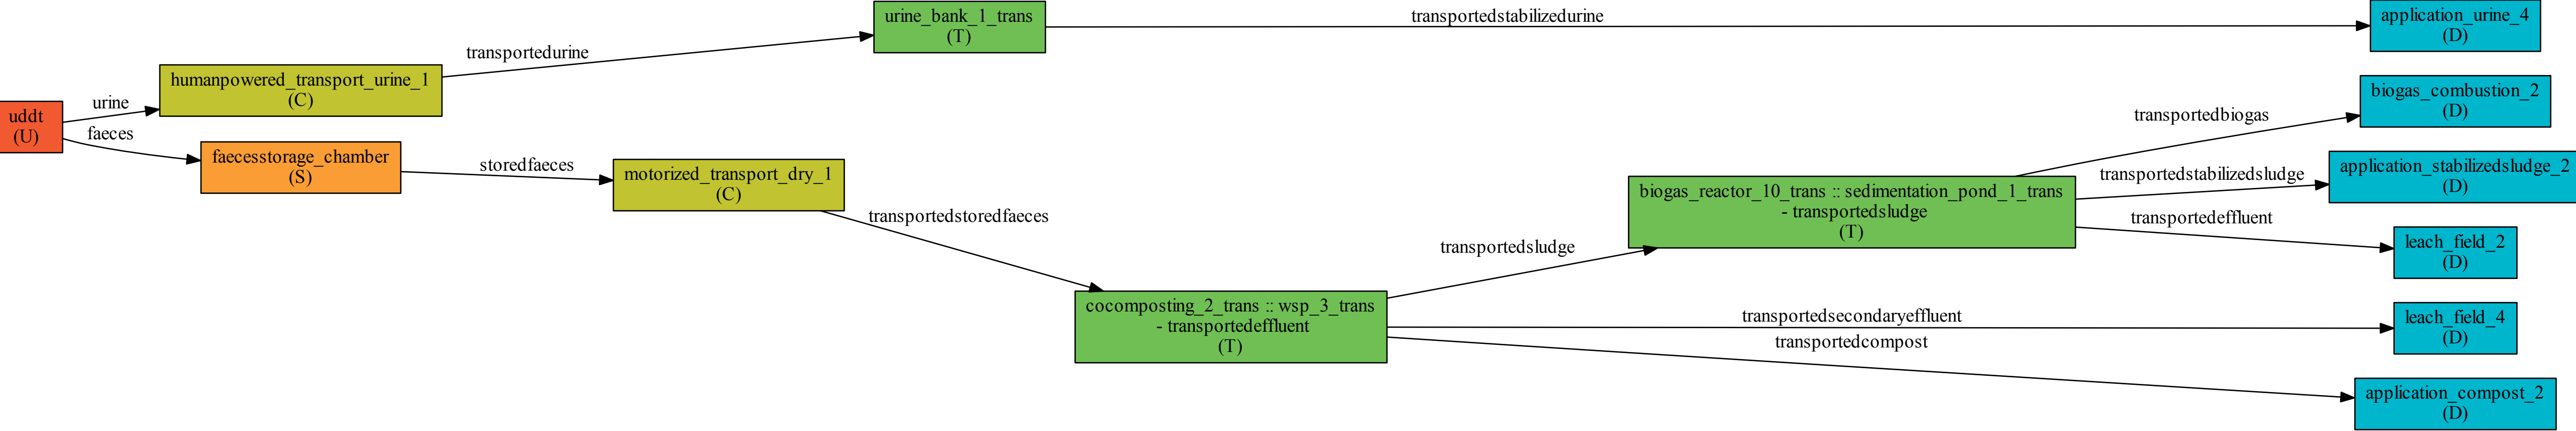 uddt
(U)
urine
faeces
humanpowered_transport_urine_1
(C)
faecesstorage_chamber
(S)
transportedurine
storedfaeces
motorized_transport_dry_1
(C)
urine_bank_1_trans
(T)
transportedstoredfaeces
cocomposting_2_trans :: wsp_3_trans
- transportedeffluent
(T)
transportedstabilizedurine
transportedsludge
transportedsecondaryeffluent
transportedcompost
biogas_reactor_10_trans :: sedimentation_pond_1_trans
- transportedsludge
(T)
transportedbiogas
transportedstabilizedsludge
transportedeffluent
application_urine_4
(D)
biogas_combustion_2
(D)
application_stabilizedsludge_2
(D)
leach_field_2
(D)
leach_field_4
(D)
application_compost_2
(D)